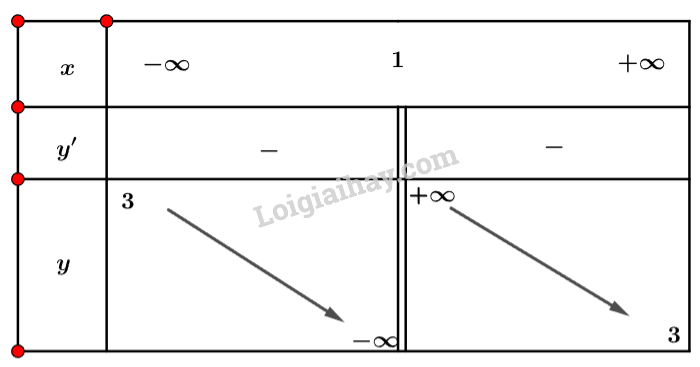 x −∞ 1 +∞
y′ − −
Loigiaihay.com
3 +∞
y
−∞ 3